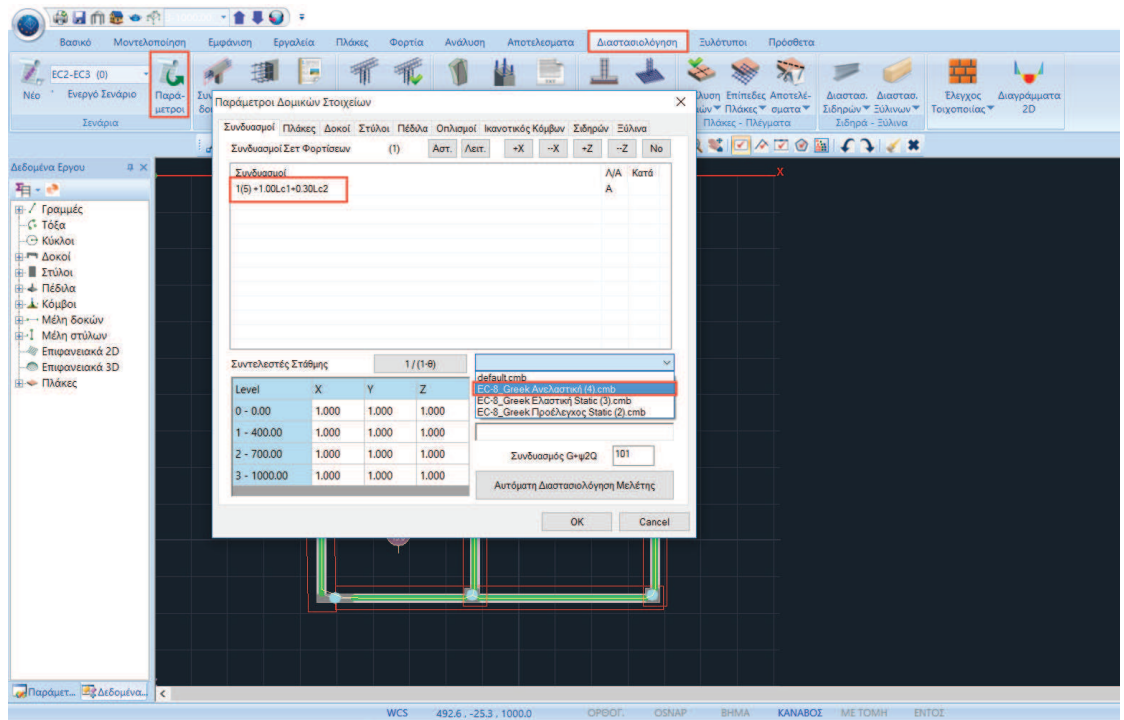 Βασικό Μοντελοποίηση Εμφάνιση Εργαλεία Πλάκες Φορτία Ανάλυση Αποτελεσματα Διαστασιολόγηση Ξυλότυποι Πρόσθετα
EC2-EC3 (0)
Νέο Ενεργό Σενάριο
Σενάρια
Παρά-
μετροι
Επίπεδες Αποτελέ-
Πλάκες σματα
Πλάκες - Πλέγματα
Διαστασ. Διαστασ.
Σιδηρών Ξύλινων
Σιδηρά - Ξύλινα
Έλεγχος Διαγράμματα
Τοιχοποιίας 2D
Παράμετροι Δομικών Στοιχείων
Συνδυασμοί Πλάκες Δοκοί Στύλοι Πέδιλα Οπλισμοί Ικανοτικός Κόμβων Σιδηρών Ξύλινα
Συνδυασμοί Σετ Φορτίσεων (1) Αστ. Λειτ. +X --X +Z --Z No
Συνδυασμοί Λ/Α Κατά
1(5) +1.00Lc1+0.30Lc2 Α
Συντελεστές Στάθμης 1 / (1-θ)
Level X Y Z
0 - 0.00 1.000 1.000 1.000
1 - 400.00 1.000 1.000 1.000
2 - 700.00 1.000 1.000 1.000
3 - 1000.00 1.000 1.000 1.000
default.cmb
EC-8_Greek Ανελαστική (4).cmb
EC-8_Greek Ελαστική Static (3).cmb
EC-8_Greek Προέλεγχος Static (2).cmb
Συνδυασμός G+ψ2Q 101
Αυτόματη Διαστασιολόγηση Μελέτης
OK Cancel
Δεδομένα Εργου
Γραμμές
Τόξα
Κύκλοι
Δοκοί
Στύλοι
Πέδιλα
Κόμβοι
Μέλη δοκών
Μέλη στύλων
Επιφανειακά 2D
Επιφανειακά 3D
Πλάκες
X
Παράμετ... Δεδομένα...
WCS 492.6 , -25.3 , 1000.0 ΟΡΘΟΓ. OSNAP ΒΗΜΑ ΚΑΝΑΒΟΣ ΜΕ ΤΟΜΗ ΕΝΤΟΣ